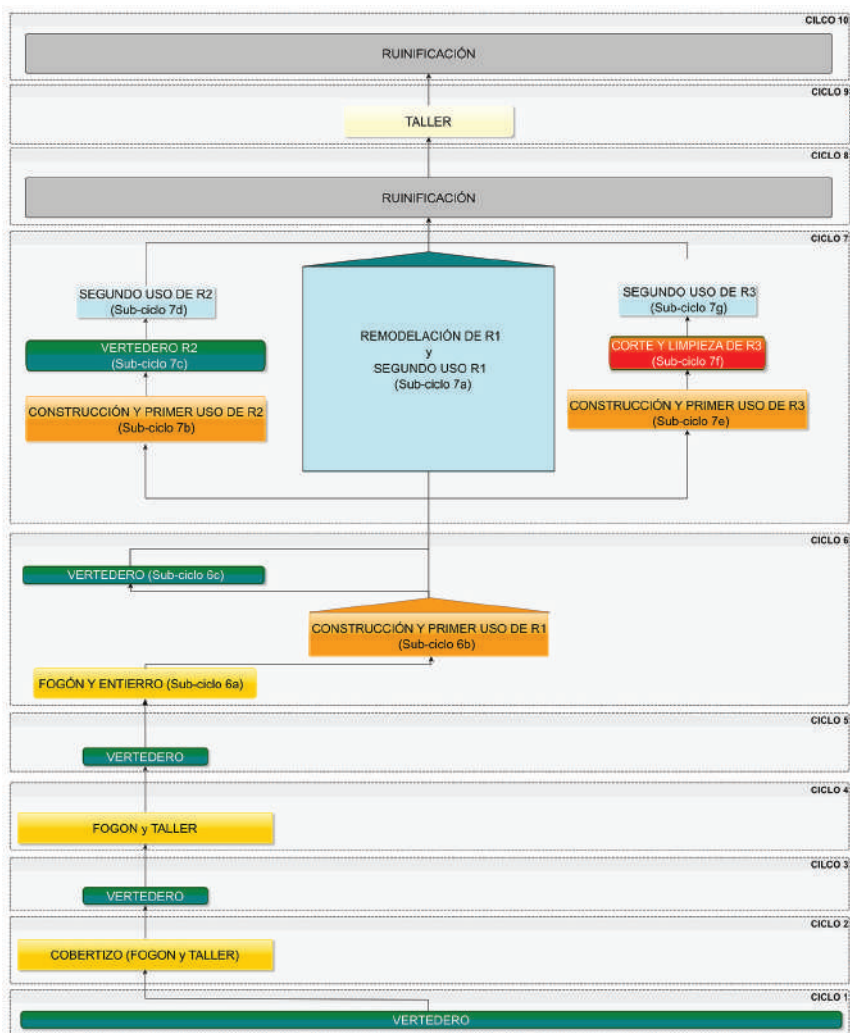 CILCO 10
RUINIFICACIÓN
CICLO 9
TALLER
CICLO 8
RUINIFICACIÓN
CICLO 7
SEGUNDO USO DE R2
(Sub-ciclo 7d)
VERTEDERO R2
(Sub-ciclo 7c)
CONSTRUCCIÓN Y PRIMER USO DE R2
(Sub-ciclo 7b)
REMODELACIÓN DE R1
y
SEGUNDO USO R1
(Sub-ciclo 7a)
SEGUNDO USO DE R3
(Sub-ciclo 7g)
CORTE Y LIMPIEZA DE R3
(Sub-ciclo 7f)
CONSTRUCCIÓN Y PRIMER USO DE R3
(Sub-ciclo 7e)
CICLO 6
VERTEDERO (Sub-ciclo 6c)
CONSTRUCCIÓN Y PRIMER USO DE R1
(Sub-ciclo 6b)
FOGÓN Y ENTIERRO (Sub-ciclo 6a)
CICLO 5
VERTEDERO
CICLO 4
FOGON y TALLER
CILCO 3
VERTEDERO
CICLO 2
COBERTIZO (FOGON y TALLER)
CICLO 1
VERTEDERO